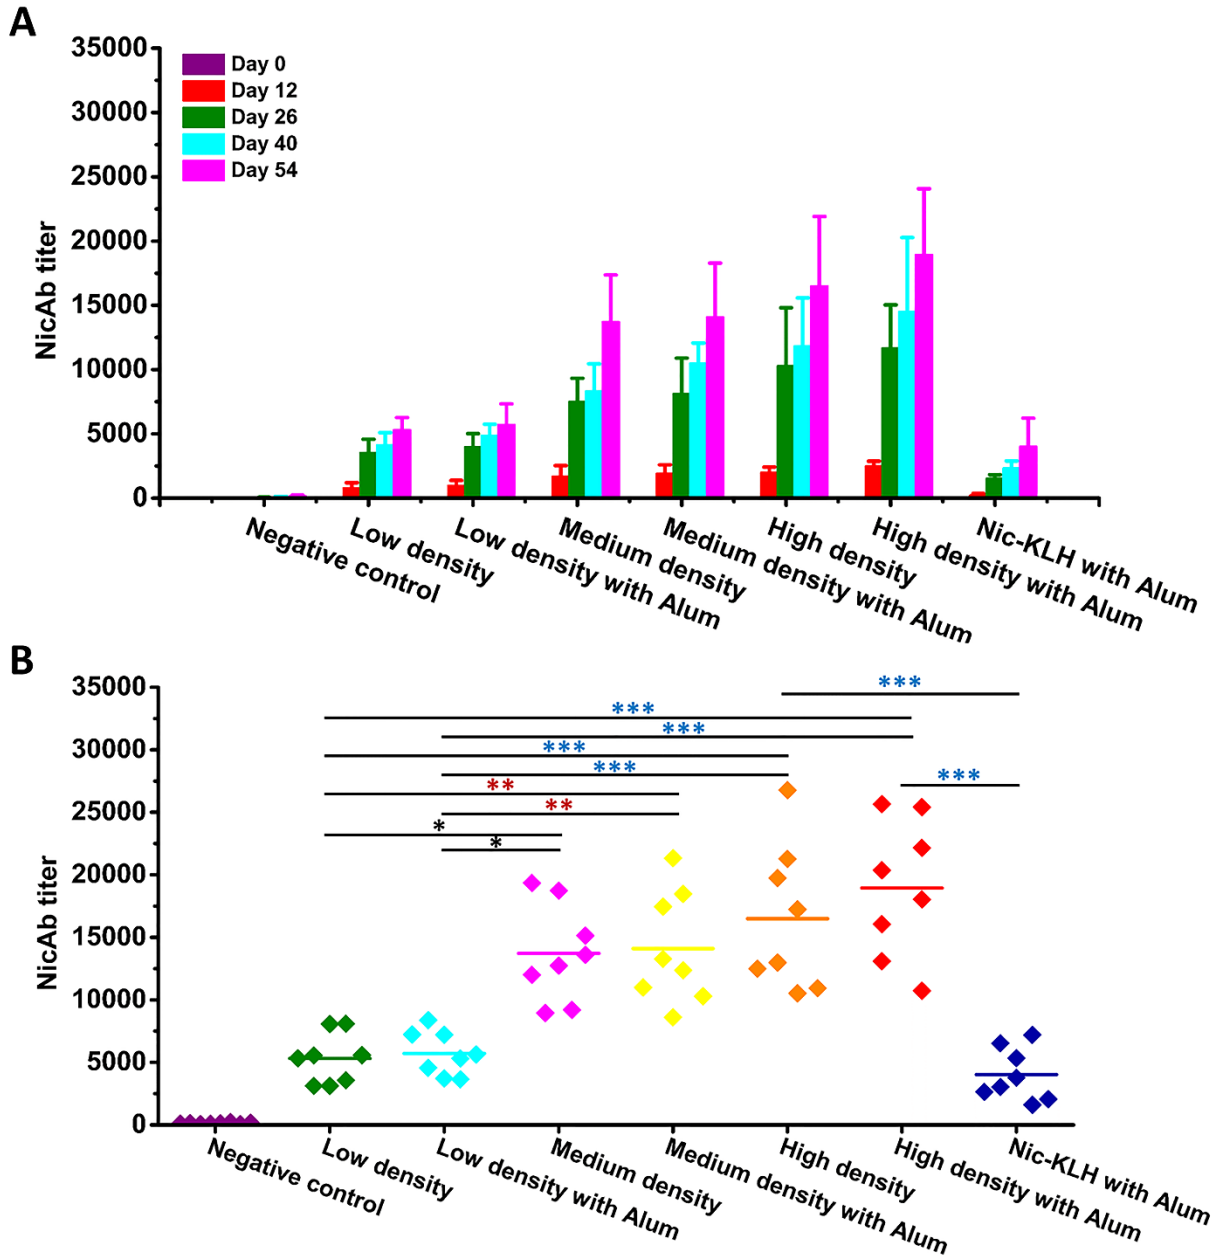 A
35000
30000
25000
20000
15000
10000
5000
0
NicAb titer
Day 0
Day 12
Day 26
Day 40
Day 54
Negative control
Low density
Low density with Alum
Medium density
Medium density with Alum
High density
High density with Alum
Nic-KLH with Alum
B
35000
30000
25000
20000
15000
10000
5000
0
NicAb titer
***
***
***
***
***
**
***
**
*
*
Negative control
Low density
Low density with Alum
Medium density
Medium density with Alum
High density
High density with Alum
Nic-KLH with Alum